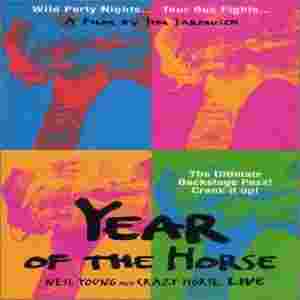 Wild Party Nights... Tour Bus Fights...
A Film by Jim Jarmusch
The Ultimate
Backstage Pass!
Crank it Up!
YEAR
OF THE HORSE
NEIL YOUNG AND CRAZY HORSE LIVE